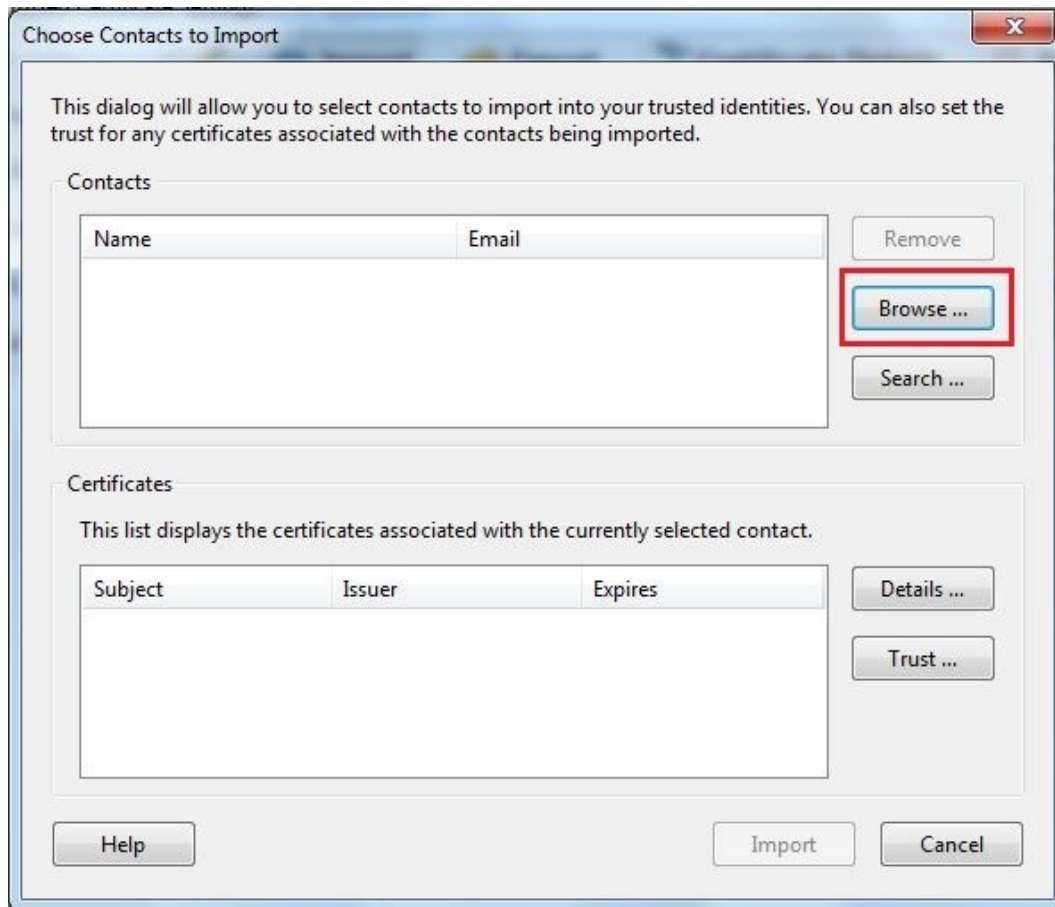 Choose Contacts to Import
This dialog will allow you to select contacts to import into your trusted identities. You can also set the
trust for any certificates associated with the contacts being imported.
Contacts
Name Email
Remove
Browse ...
Search ...
Certificates
This list displays the certificates associated with the currently selected contact.
Subject Issuer Expires
Details ...
Trust ...
Help Import Cancel